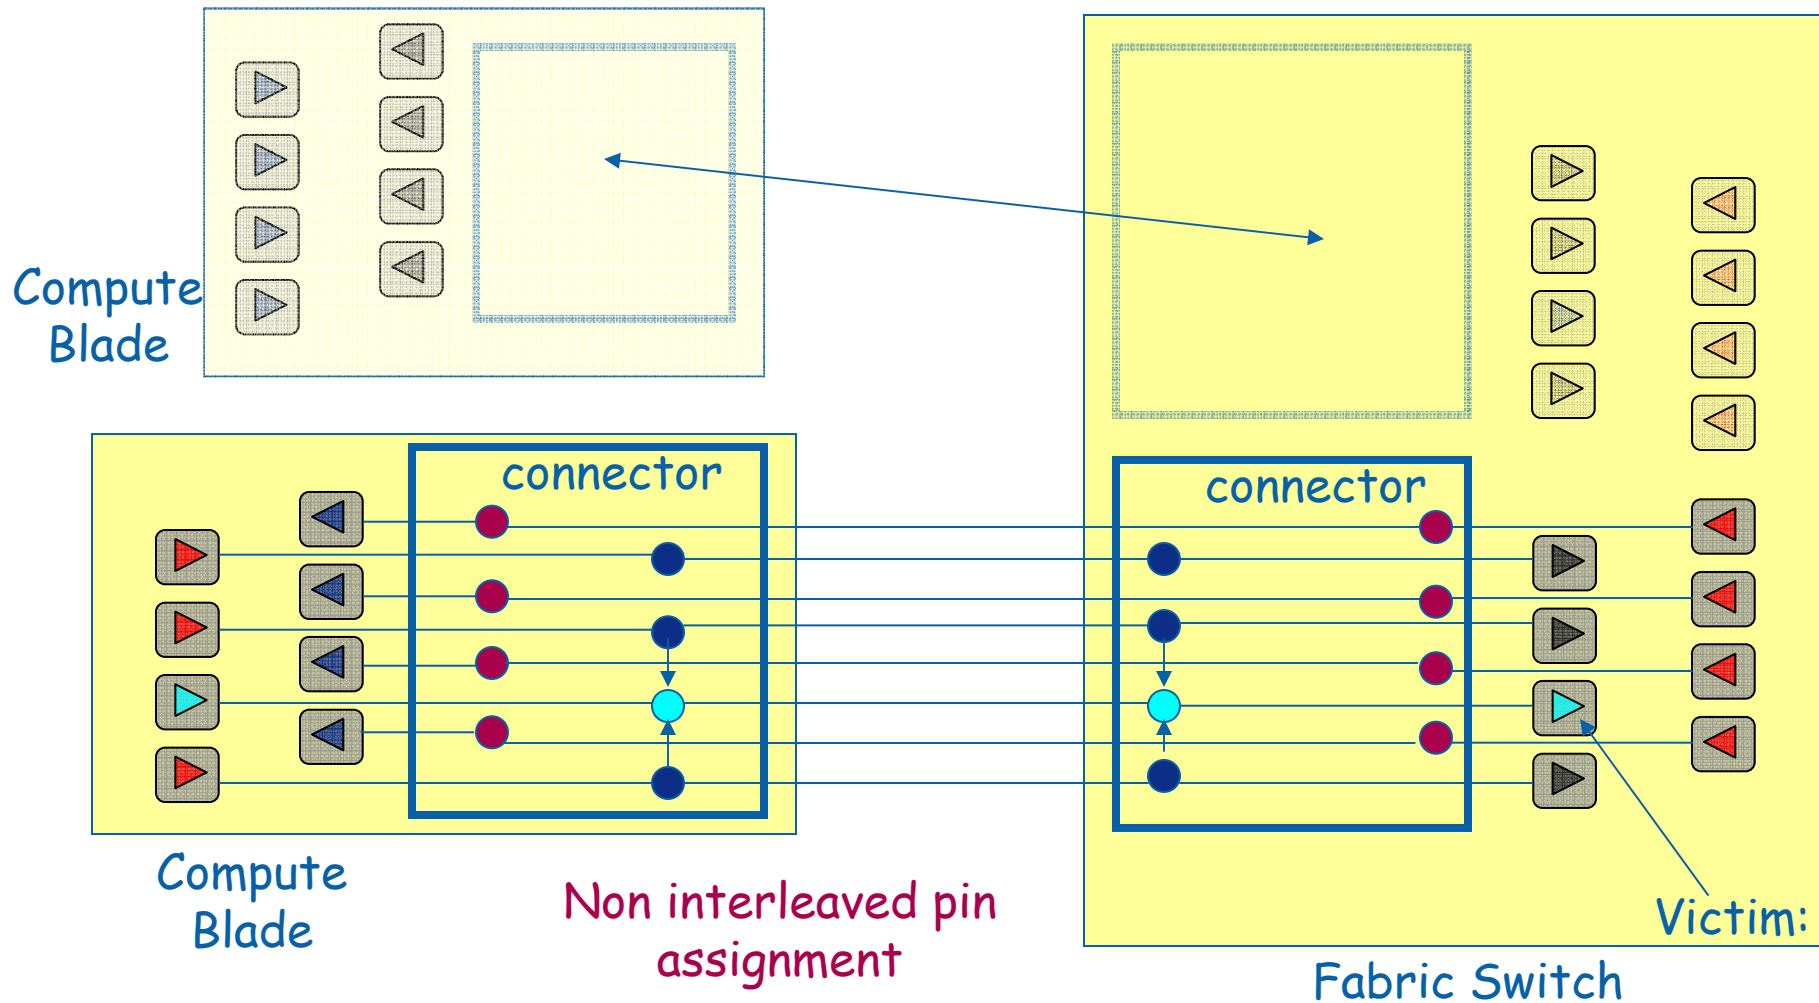 Compute
Blade
connector
connector
Compute
Blade
Non interleaved pin
assignment
Victim:
Fabric Switch